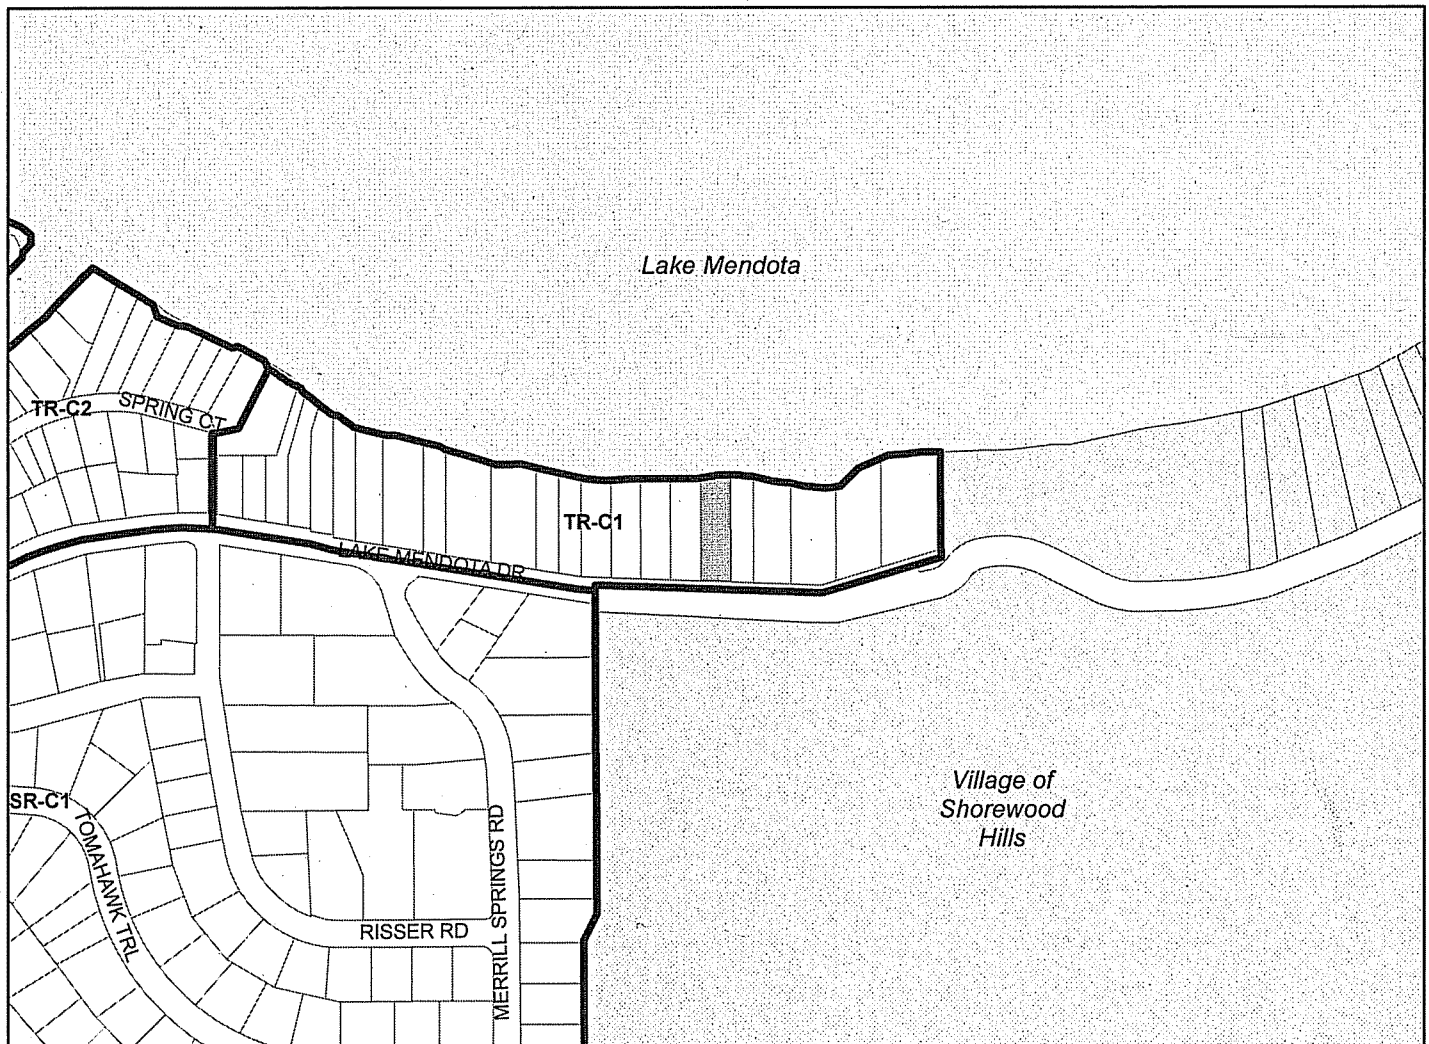 Lake Mendota
TR-C2
SPRING CT
TR-C1
LAKE MENDOTA DR
Village of
Shorewood
Hills
SR-C1
TOMAHAWK TRL
MERRILL SPRINGS RD
RISSER RD